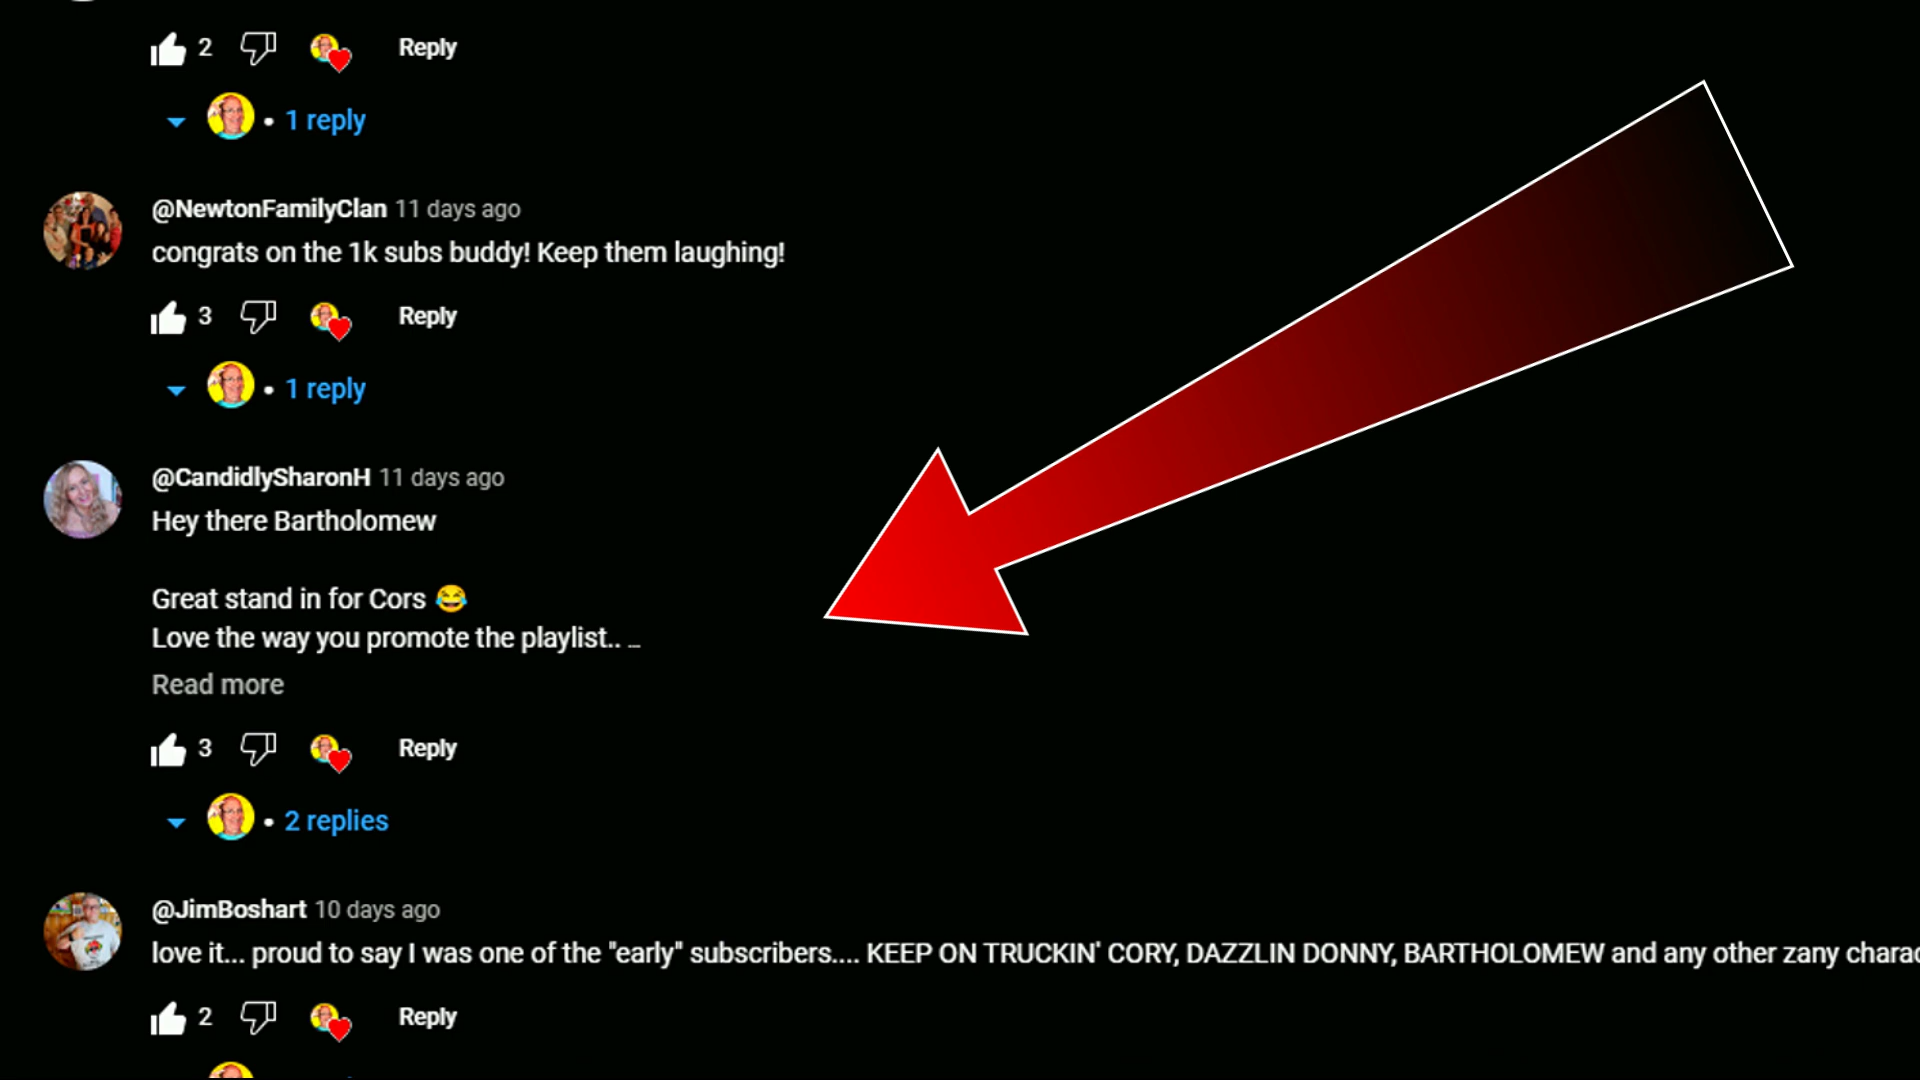 2 Reply
• 1 reply
@NewtonFamilyClan 11 days ago
congrats on the 1k subs buddy! Keep them laughing!
3 Reply
• 1 reply
@CandidlySharonH 11 days ago
Hey there Bartholomew
Great stand in for Cors 😂
Love the way you promote the playlist.. ...
Read more
3 Reply
• 2 replies
@JimBoshart 10 days ago
love it... proud to say I was one of the "early" subscribers.... KEEP ON TRUCKIN' CORY, DAZZLIN DONNY, BARTHOLOMEW and any other zany charac
2 Reply